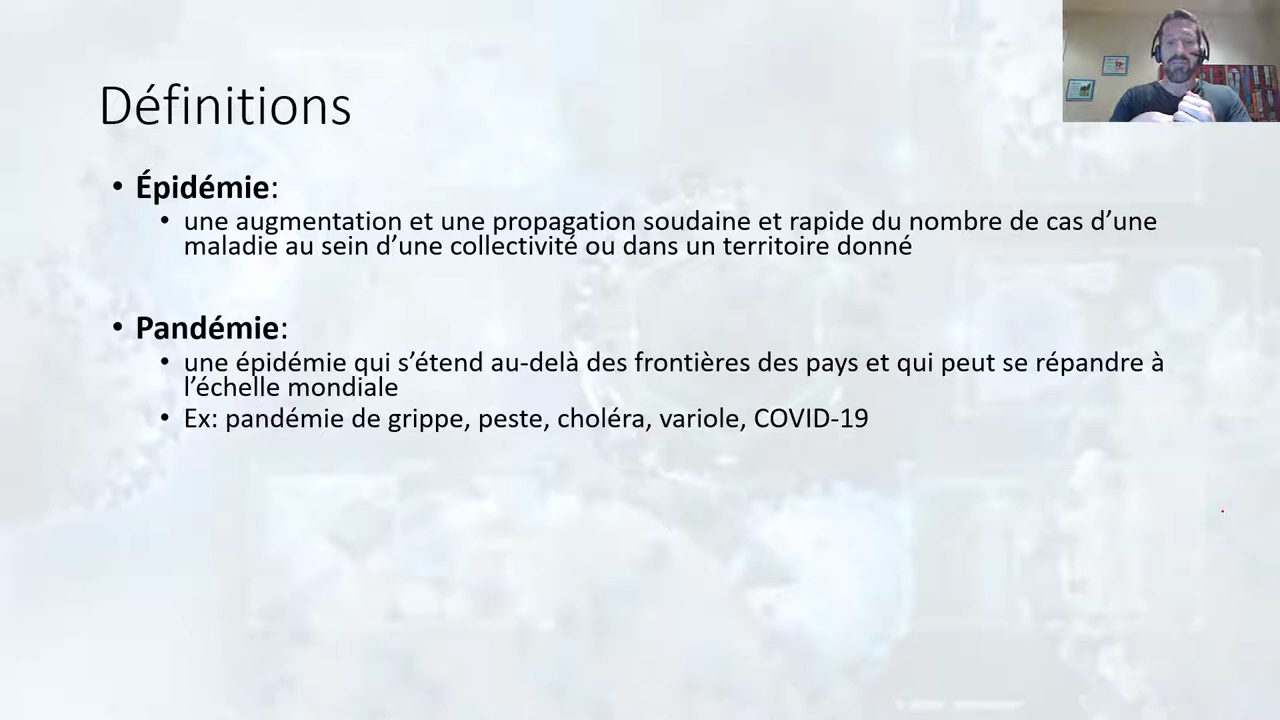 Définitions
• Épidémie:
• une augmentation et une propagation soudaine et rapide du nombre de cas d’une
maladie au sein d’une collectivité ou dans un territoire donné
• Pandémie:
• une épidémie qui s’étend au-delà des frontières des pays et qui peut se répandre à
l’échelle mondiale
• Ex: pandémie de grippe, peste, choléra, variole, COVID-19